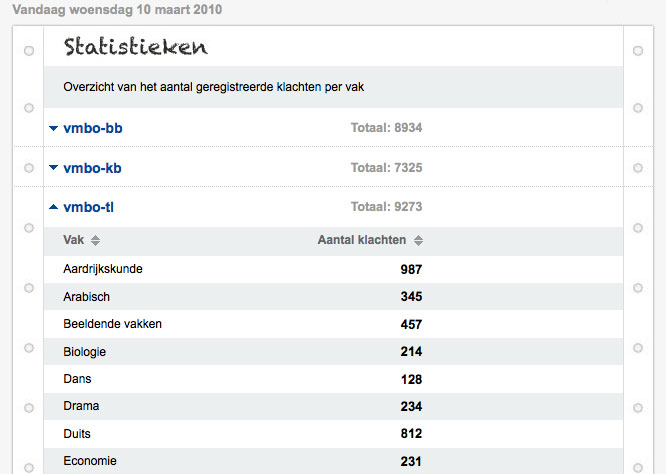 Vandaag woensdag 10 maart 2010
Statistieken
Overzicht van het aantal geregistreerde klachten per vak
vmbo-bb Totaal: 8934
vmbo-kb Totaal: 7325
vmbo-tl Totaal: 9273
Vak Aantal klachten
Aardrijkskunde 987
Arabisch 345
Beeldende vakken 457
Biologie 214
Dans 128
Drama 234
Duits 812
Economie 231